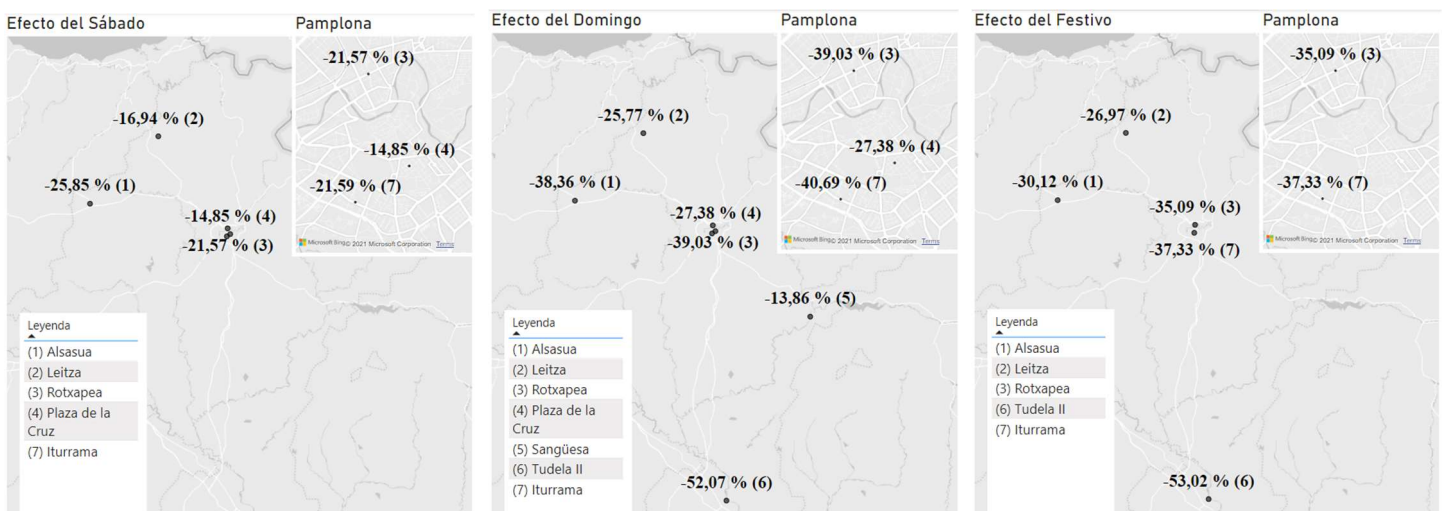 Efecto del Sábado
Pamplona
-21,57 % (3)
-16,94 % (2)
-14,85 % (4)
-25,85 % (1)
-21,59 % (7)
-14,85 % (4)
-21,57 % (3)
Microsoft Bing
© 2021 Microsoft Corporation Terms
Leyenda
(1) Alsasua
(2) Leitza
(3) Rotxapea
(4) Plaza de la
Cruz
(7) Iturrama
Efecto del Domingo
Pamplona
-39,03 % (3)
-25,77 % (2)
-27,38 % (4)
-38,36 % (1)
-40,69 % (7)
-27,38 % (4)
-39,03 % (3)
Microsoft Bing
© 2021 Microsoft Corporation Terms
-13,86 % (5)
Leyenda
(1) Alsasua
(2) Leitza
(3) Rotxapea
(4) Plaza de la
Cruz
(5) Sangüesa
(6) Tudela II
(7) Iturrama
-52,07 % (6)
Efecto del Festivo
Pamplona
-35,09 % (3)
-26,97 % (2)
-30,12 % (1)
-37,33 % (7)
-35,09 % (3)
-37,33 % (7)
Microsoft Bing
© 2021 Microsoft Corporation Terms
Leyenda
(1) Alsasua
(2) Leitza
(3) Rotxapea
(6) Tudela II
(7) Iturrama
-53,02 % (6)